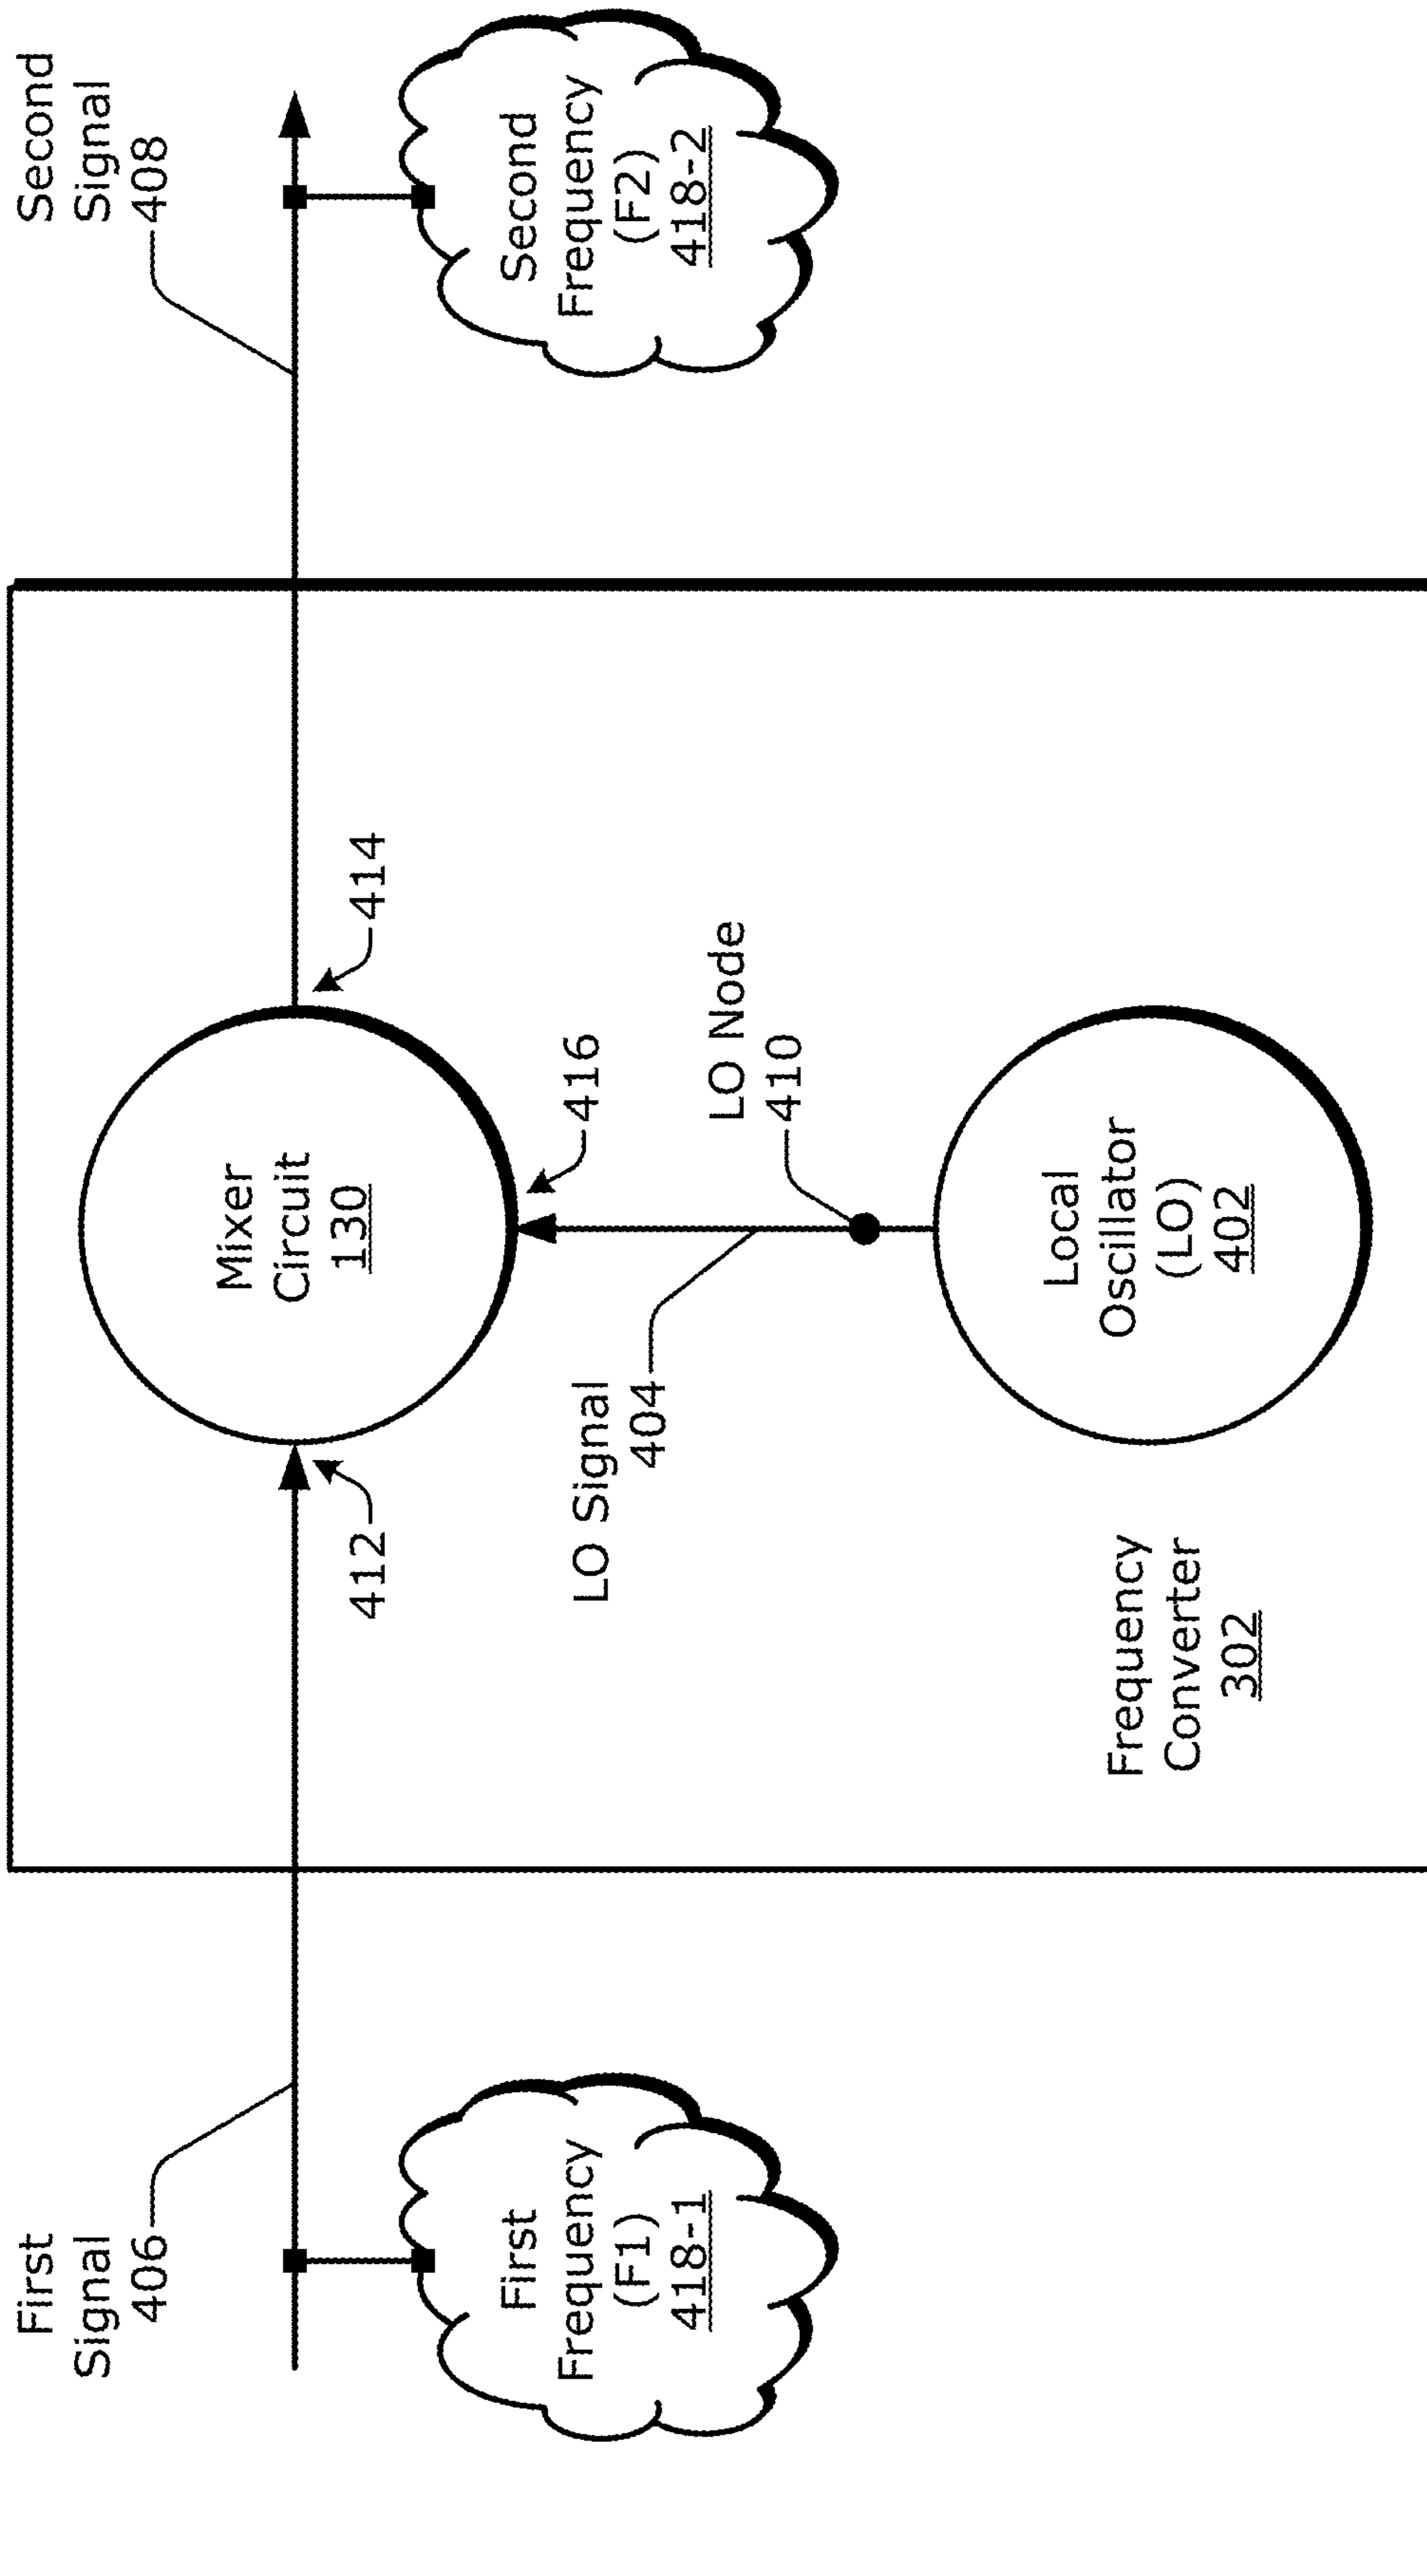 First
Signal
406
Second
Signal
408
Mixer
Circuit
130
412
414
416
First
Frequency
(F1)
418-1
Second
Frequency
(F2)
418-2
LO Signal
404
LO Node
410
Local
Oscillator
(LO)
402
Frequency
Converter
302